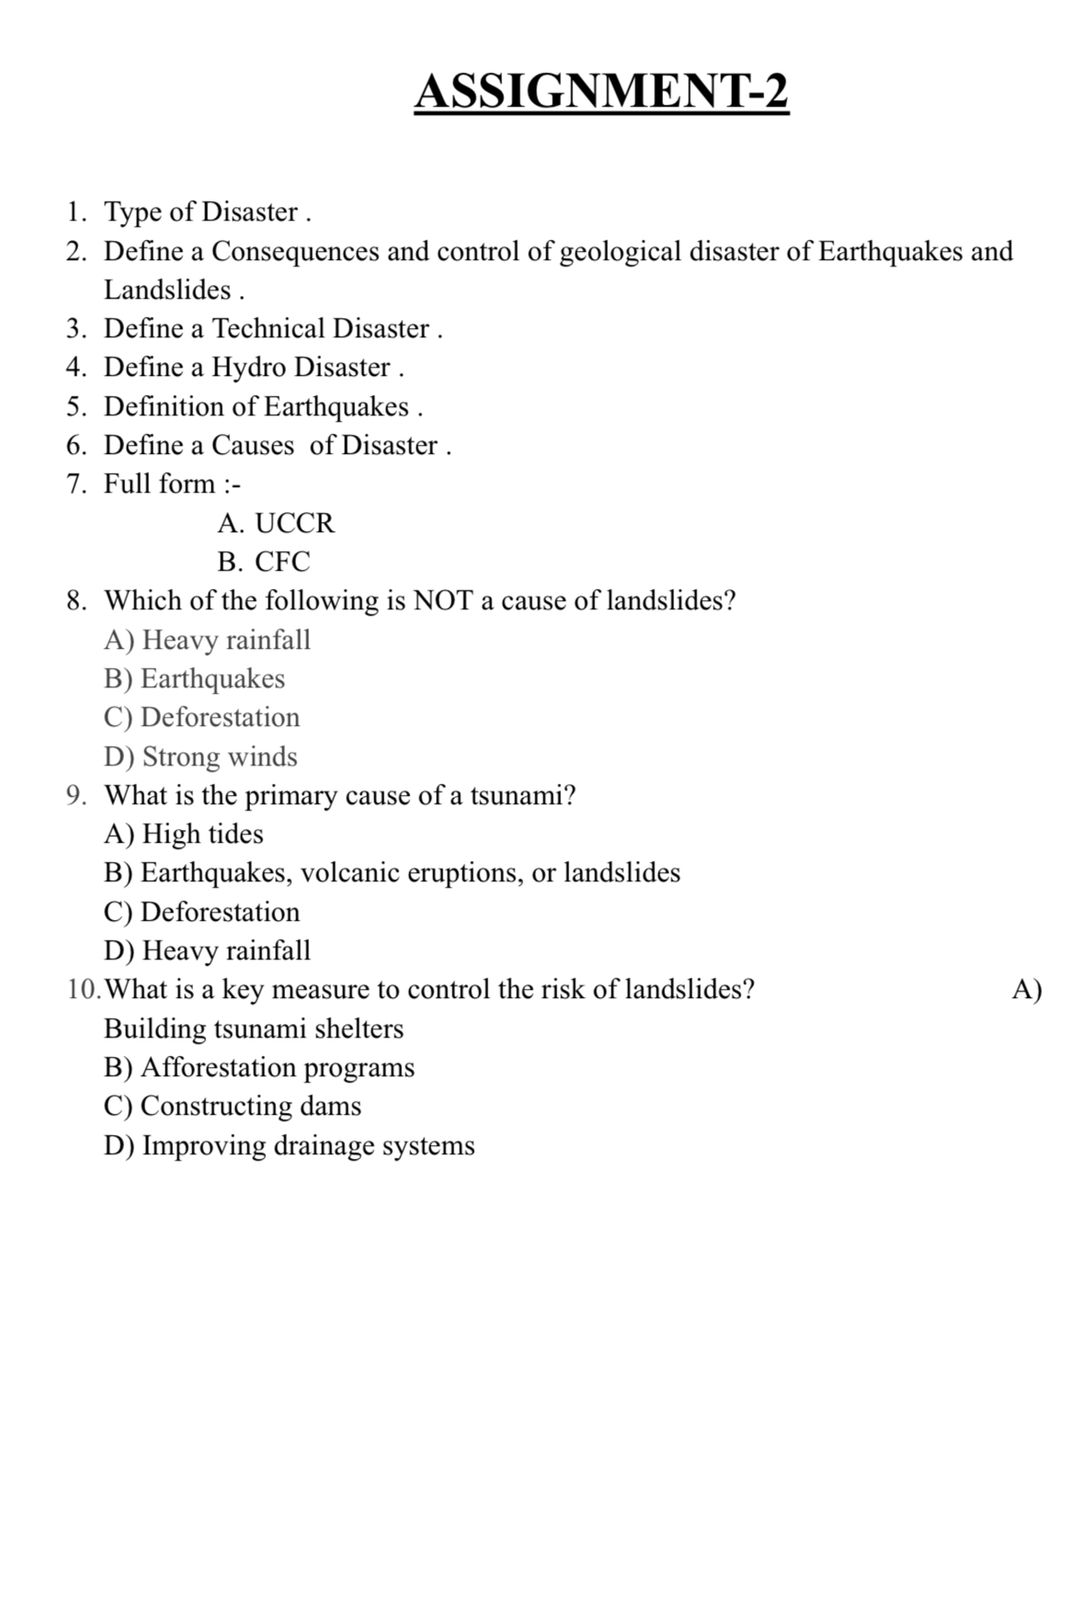 ASSIGNMENT-2
1. Type of Disaster .
2. Define a Consequences and control of geological disaster of Earthquakes and
Landslides .
3. Define a Technical Disaster .
4. Define a Hydro Disaster .
5. Definition of Earthquakes .
6. Define a Causes  of Disaster .
7. Full form :-
A. UCCR
B. CFC
8. Which of the following is NOT a cause of landslides?
A) Heavy rainfall
B) Earthquakes
C) Deforestation
D) Strong winds
9. What is the primary cause of a tsunami?
A) High tides
B) Earthquakes, volcanic eruptions, or landslides
C) Deforestation
D) Heavy rainfall
10. What is a key measure to control the risk of landslides? A)
Building tsunami shelters
B) Afforestation programs
C) Constructing dams
D) Improving drainage systems